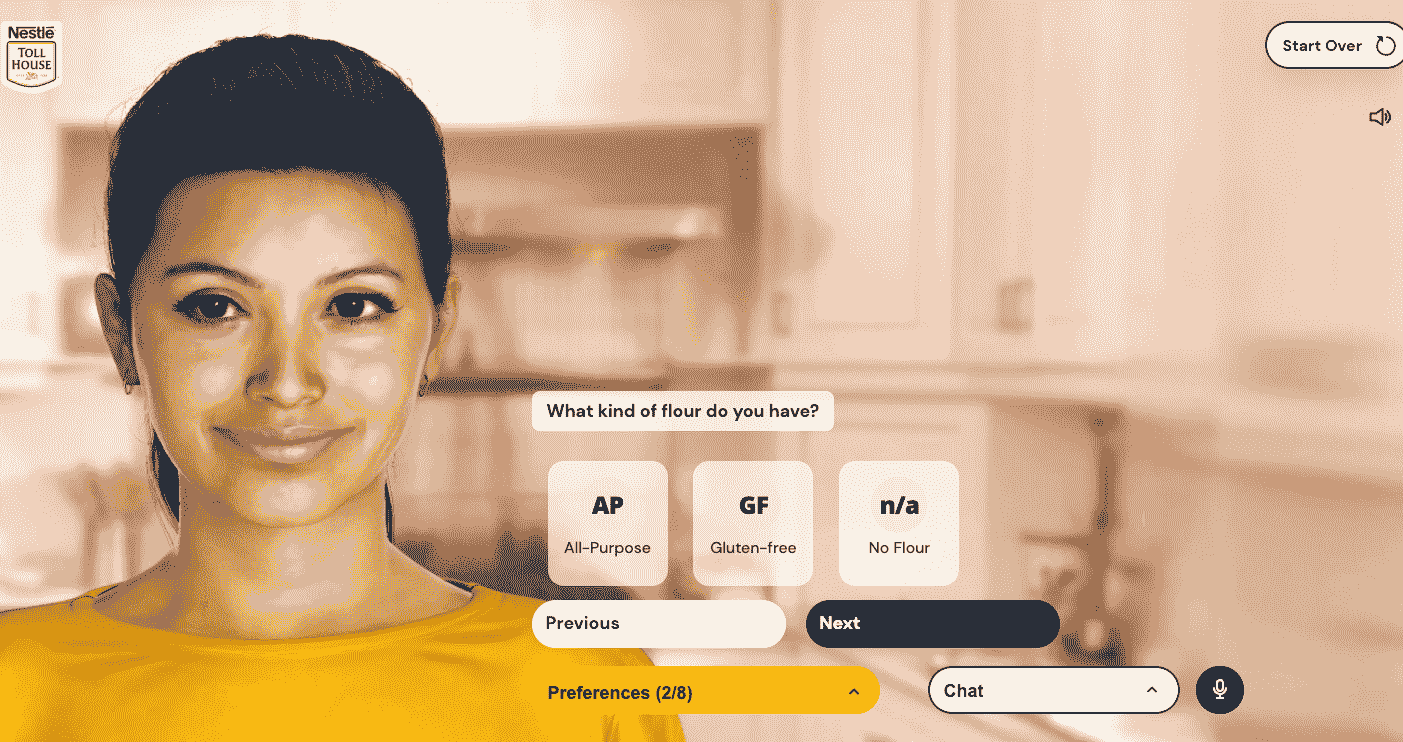 Nestlé
TOLL
HOUSE
Start Over
What kind of flour do you have?
AP
All-Purpose
GF
Gluten-free
n/a
No Flour
Previous
Next
Preferences (2/8)
Chat